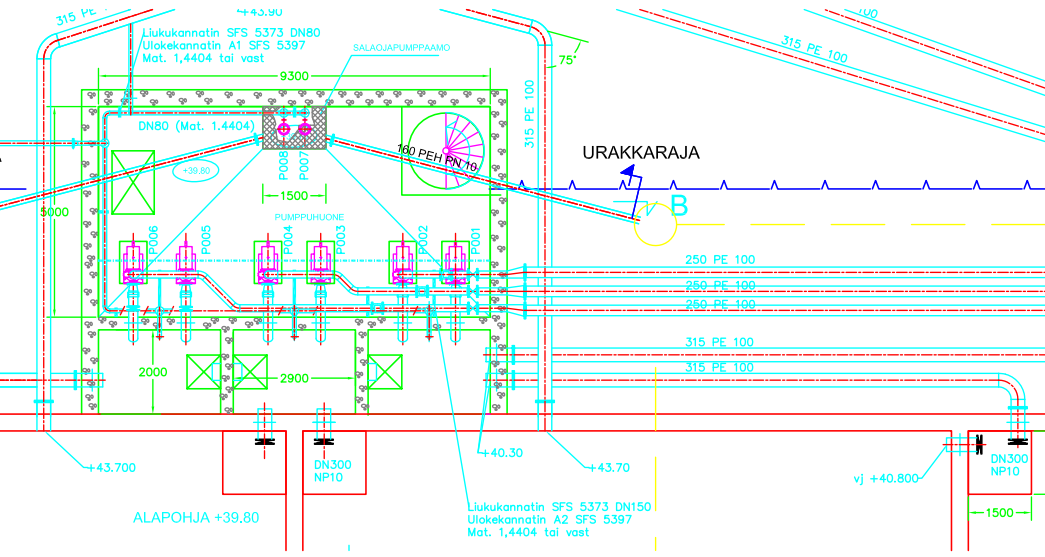 315 PE
+43.90
100
Liukukannatin SFS 5373 DN80
Ulokekannatin A1 SFS 5397
Mat. 1,4404 tai vast
SALAOJAPUMPPAAMO
315 PE 100
75°
9300
315 PE 100
DN80 (Mat. 1.4404)
160 PEH PN 10
URAKKARAJA
P008
P007
+39.80
1500
B
5000
PUMPPUHUONE
P006
P005
P004
P003
P002
P001
250 PE 100
250 PE 100
250 PE 100
315 PE 100
315 PE 100
2000
2900
+43.700
DN300
NP10
+40.30
+43.70
vj +40.800
DN300
NP10
ALAPOHJA +39,80
Liukukannatin SFS 5373 DN150
Ulokekannatin A2 SFS 5397
Mat. 1,4404 tai vast
1500